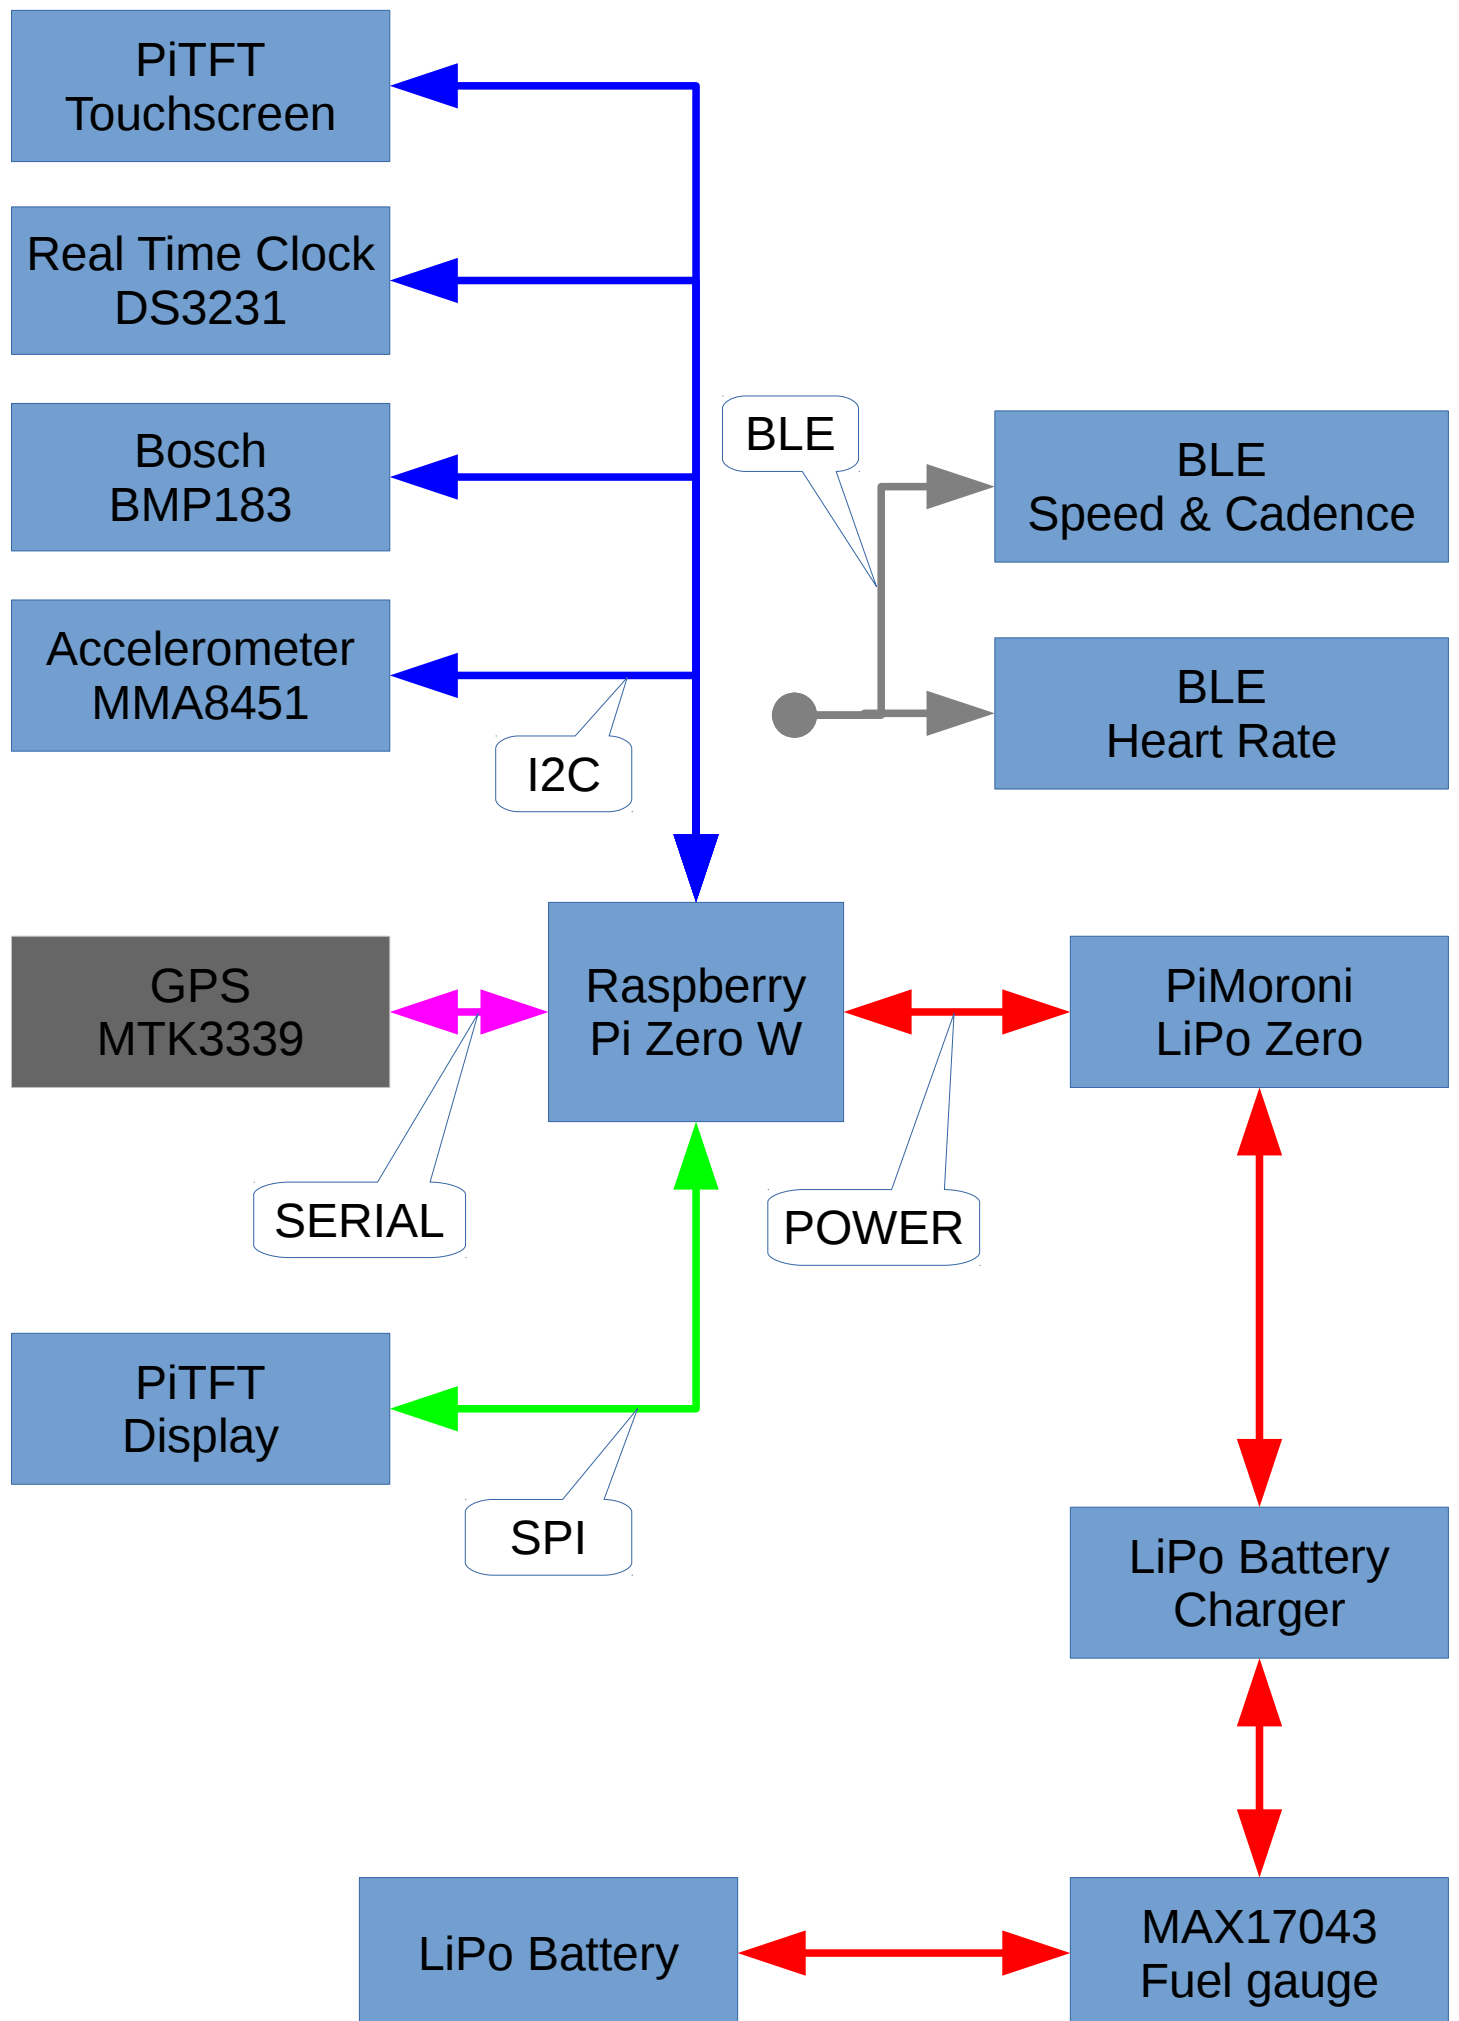 PiTFT
Touchscreen
Real Time Clock
DS3231
Bosch
BMP183
BLE
BLE
Speed & Cadence
Accelerometer
MMA8451
BLE
Heart Rate
I2C
GPS
MTK3339
Raspberry
Pi Zero W
PiMoroni
LiPo Zero
SERIAL
POWER
PiTFT
Display
SPI
LiPo Battery
Charger
LiPo Battery
MAX17043
Fuel gauge